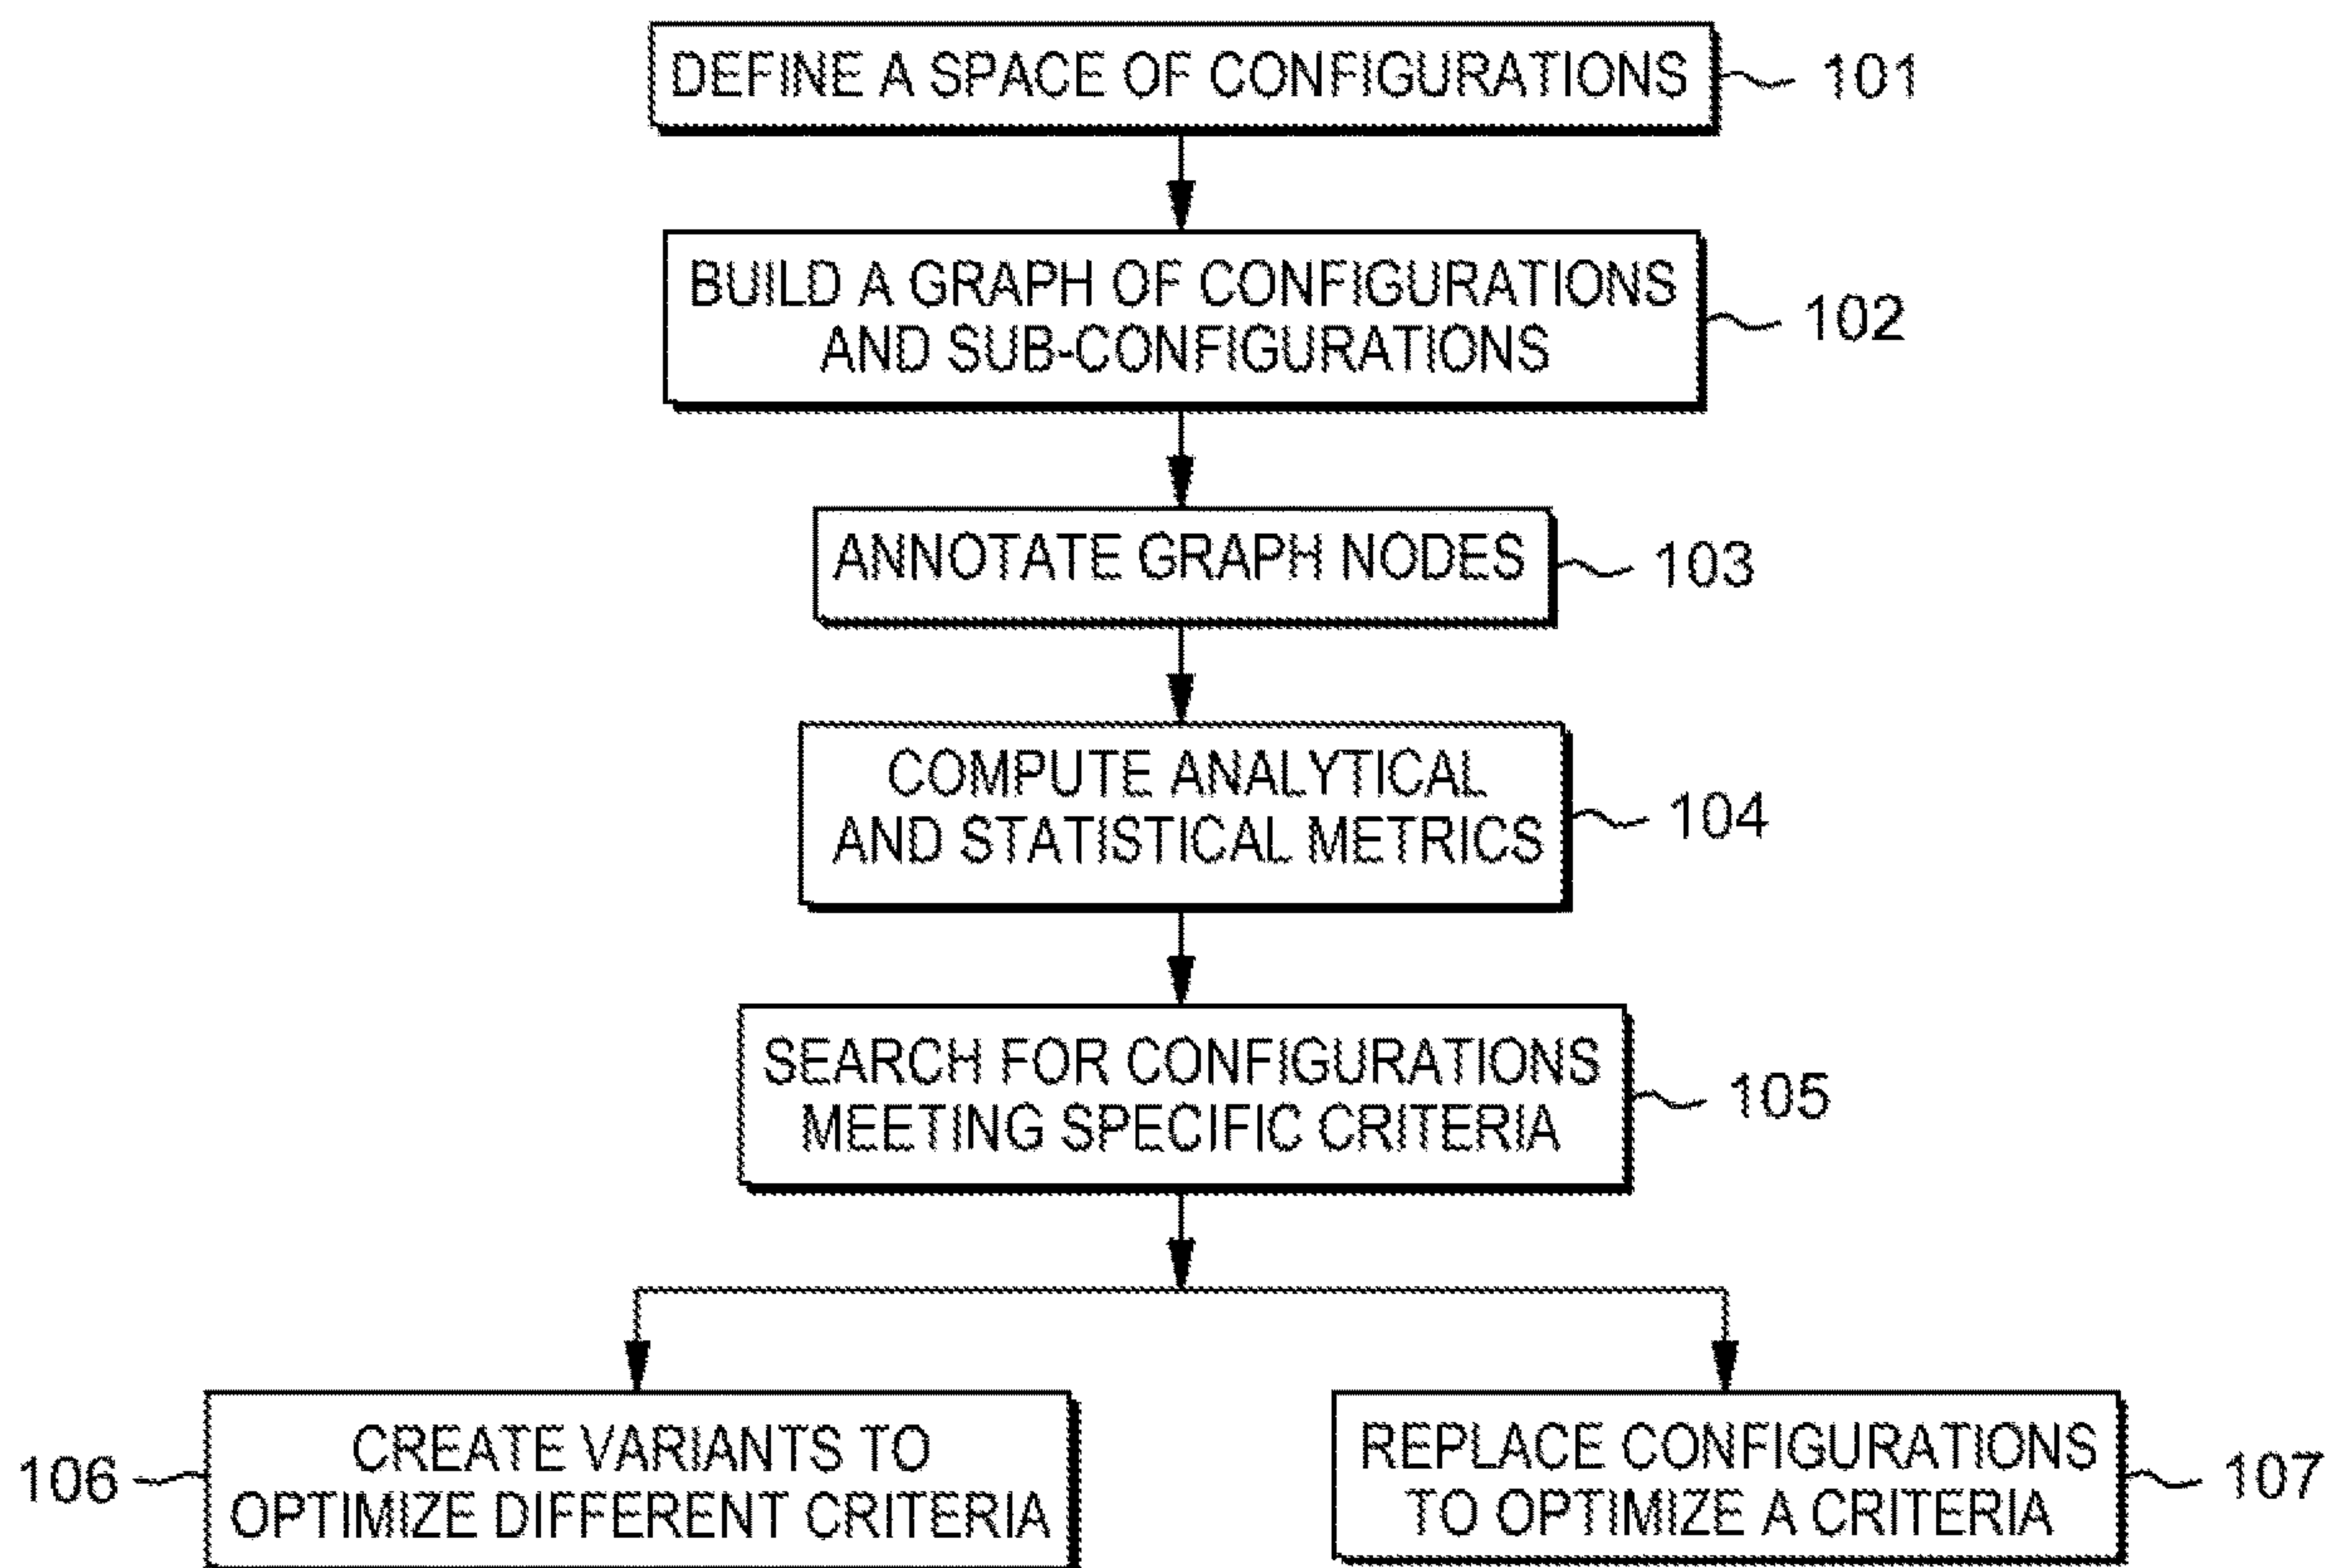 DEFINE A SPACE OF CONFIGURATIONS
101
BUILD A GRAPH OF CONFIGURATIONS
AND SUB-CONFIGURATIONS
102
ANNOTATE GRAPH NODES
103
COMPUTE ANALYTICAL
AND STATISTICAL METRICS
104
SEARCH FOR CONFIGURATIONS
MEETING SPECIFIC CRITERIA
105
106
CREATE VARIANTS TO
OPTIMIZE DIFFERENT CRITERIA
REPLACE CONFIGURATIONS
TO OPTIMIZE A CRITERIA
107